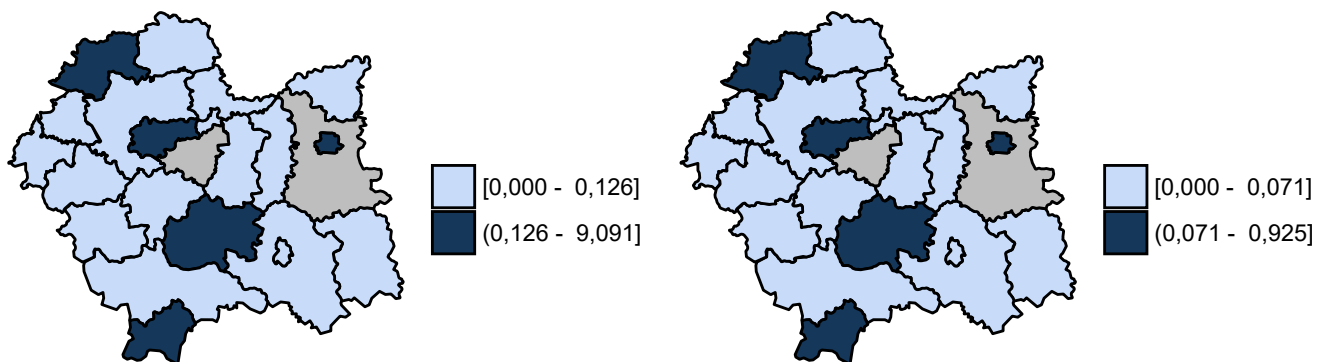 [0,000 - 0,126]
(0,126 - 9,091]
[0,000 - 0,071]
(0,071 - 0,925]